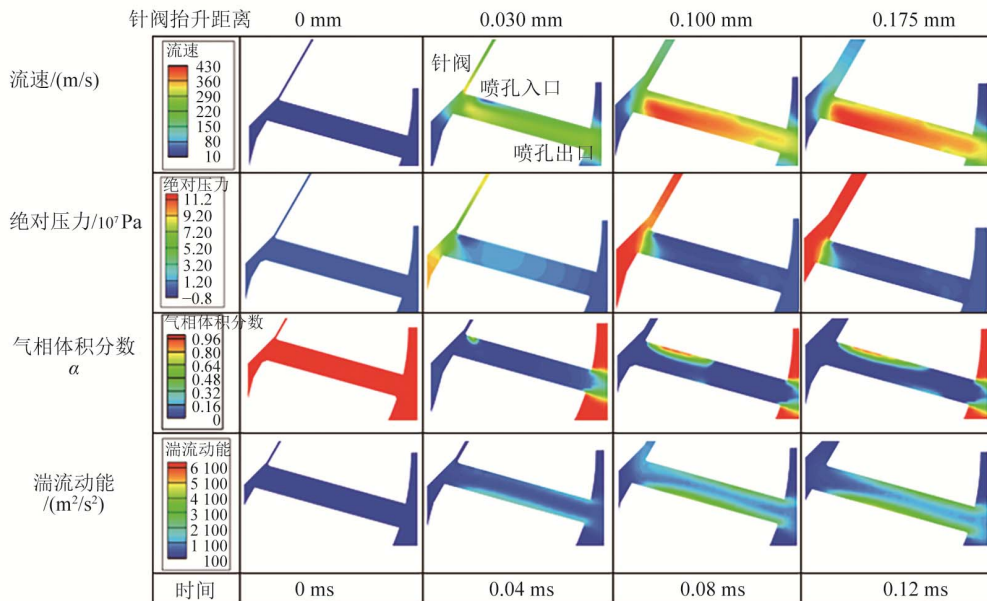 针阀抬升距离 0 mm 0.030 mm 0.100 mm 0.175 mm
流速/(m/s)
流速
430
360
290
220
150
80
10
针阀
喷孔入口
喷孔出口
绝对压力/10⁷Pa
绝对压力
11.2
9.20
7.20
5.20
3.20
1.20
−0.8
气相体积分数
α
气相体积分数
0.96
0.80
0.64
0.48
0.32
0.16
0
湍流动能
/(m²/s²)
湍流动能
6 100
5 100
4 100
3 100
2 100
1 100
100
时间 0 ms 0.04 ms 0.08 ms 0.12 ms